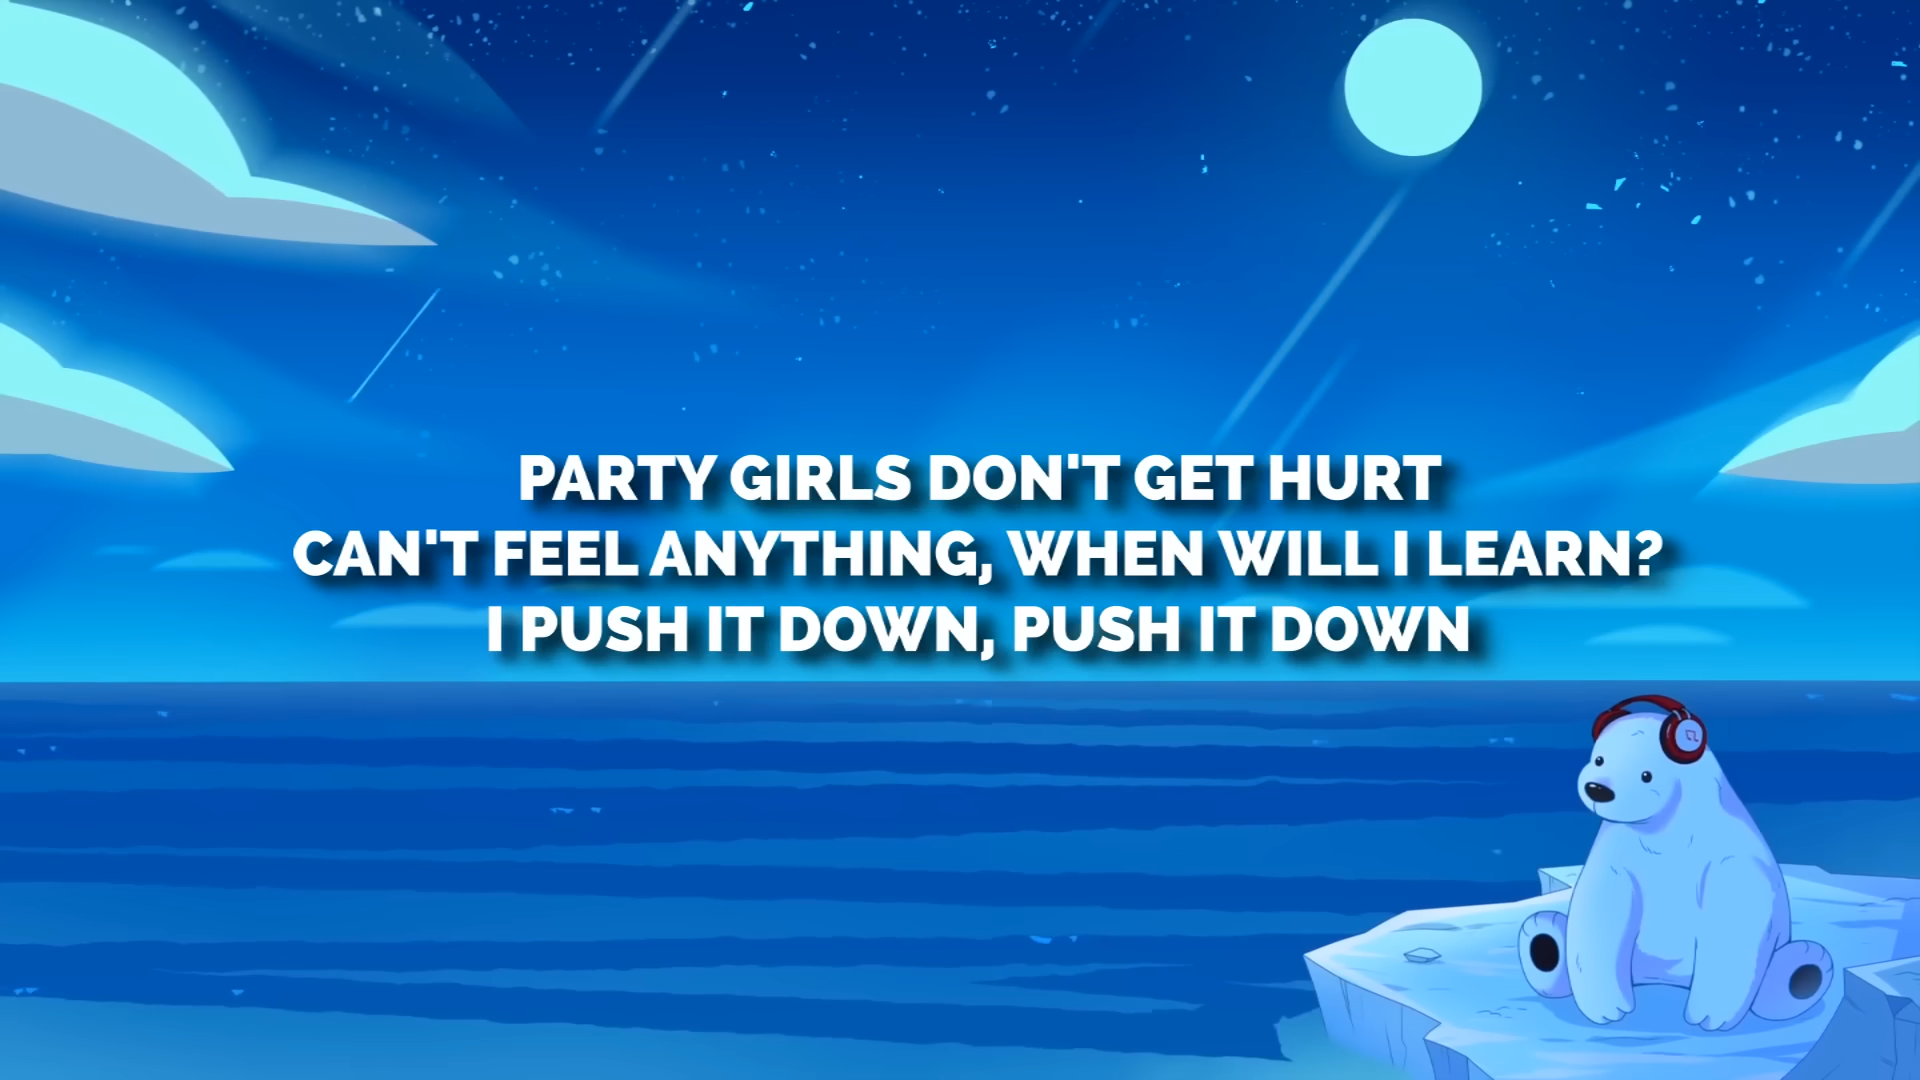 PARTY GIRLS DON'T GET HURT
CAN'T FEEL ANYTHING, WHEN WILL I LEARN?
I PUSH IT DOWN, PUSH IT DOWN